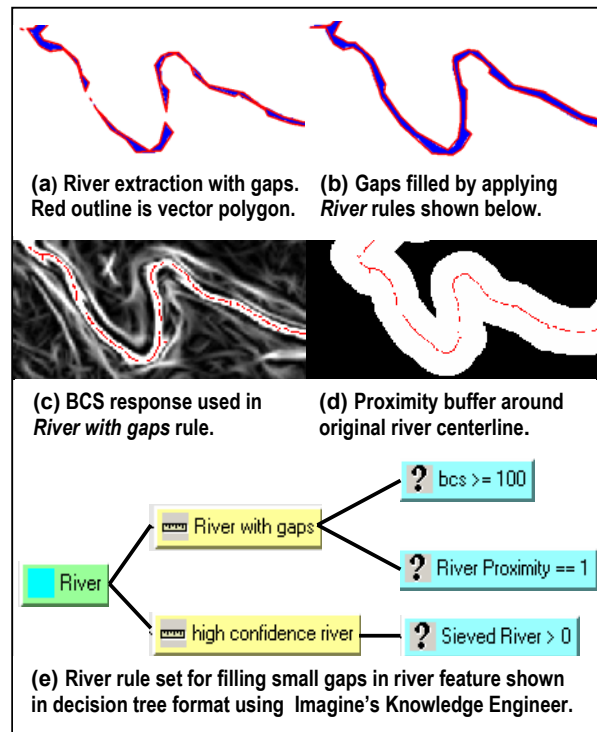 (a) River extraction with gaps.
Red outline is vector polygon.
(b) Gaps filled by applying
River rules shown below.
(c) BCS response used in
River with gaps rule.
(d) Proximity buffer around
original river centerline.
? bcs >= 100
River with gaps
? River Proximity == 1
River
high confidence river
? Sieved River > 0
(e) River rule set for filling small gaps in river feature shown
in decision tree format using Imagine's Knowledge Engineer.